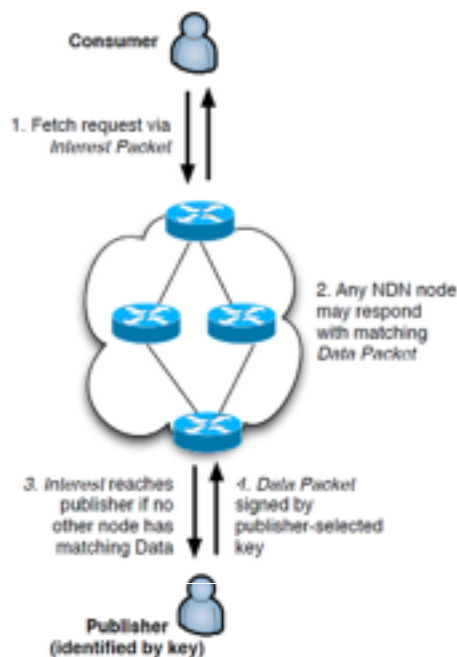 Consumer
1. Fetch request via
Interest Packet
2. Any NDN node
may respond
with matching
Data Packet
3. Interest reaches
publisher if no
other node has
matching Data
4. Data Packet
signed by
publisher-selected
key
Publisher
(identified by key)